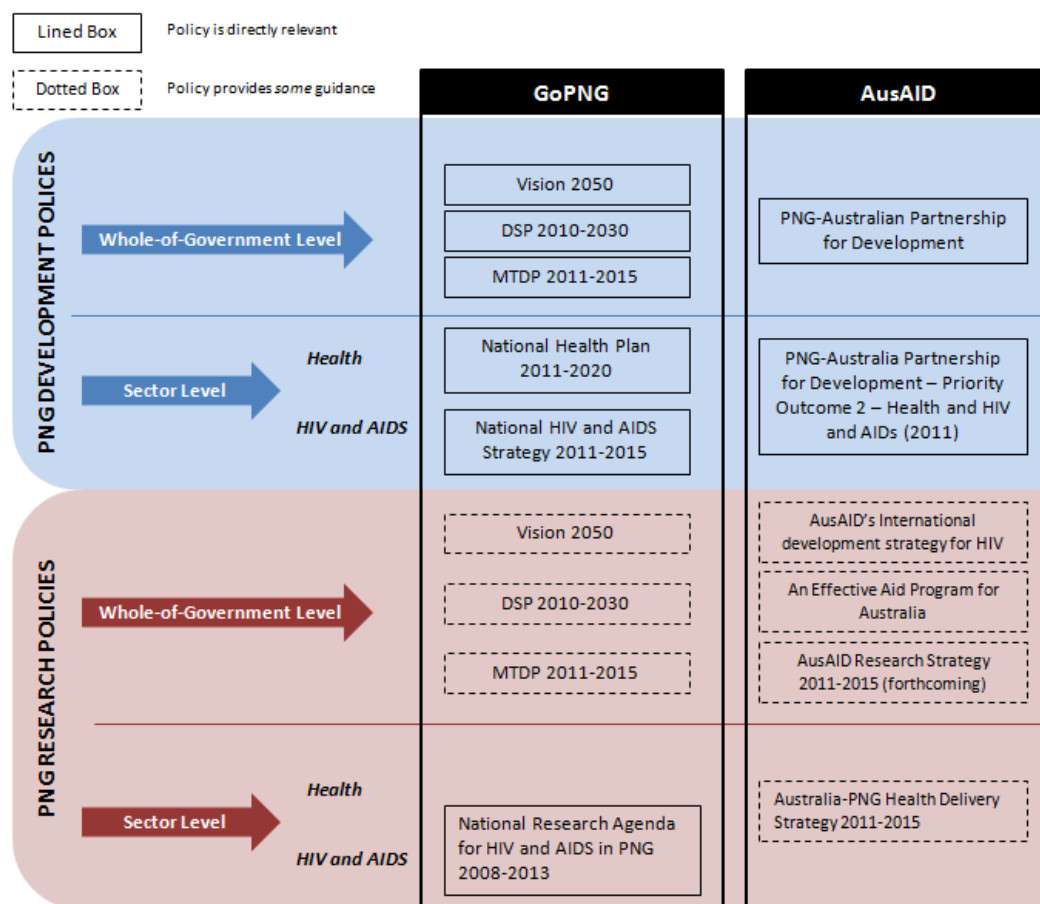 Lined Box
Policy is directly relevant
Dotted Box
Policy provides some guidance
GoPNG
AusAID
PNG DEVELOPMENT POLICES
Whole-of-Government Level
Vision 2050
DSP 2010-2030
MTDP 2011-2015
PNG-Australian Partnership
for Development
Sector Level
Health
HIV and AIDS
National Health Plan
2011-2020
National HIV and AIDS
Strategy 2011-2015
PNG-Australia Partnership
for Development – Priority
Outcome 2 – Health and HIV
and AIDs (2011)
PNG RESEARCH POLICIES
Whole-of-Government Level
Vision 2050
DSP 2010-2030
MTDP 2011-2015
AusAID's International
development strategy for HIV
An Effective Aid Program for
Australia
AusAID Research Strategy
2011-2015 (forthcoming)
Sector Level
Health
HIV and AIDS
National Research Agenda
for HIV and AIDS in PNG
2008-2013
Australia-PNG Health Delivery
Strategy 2011-2015